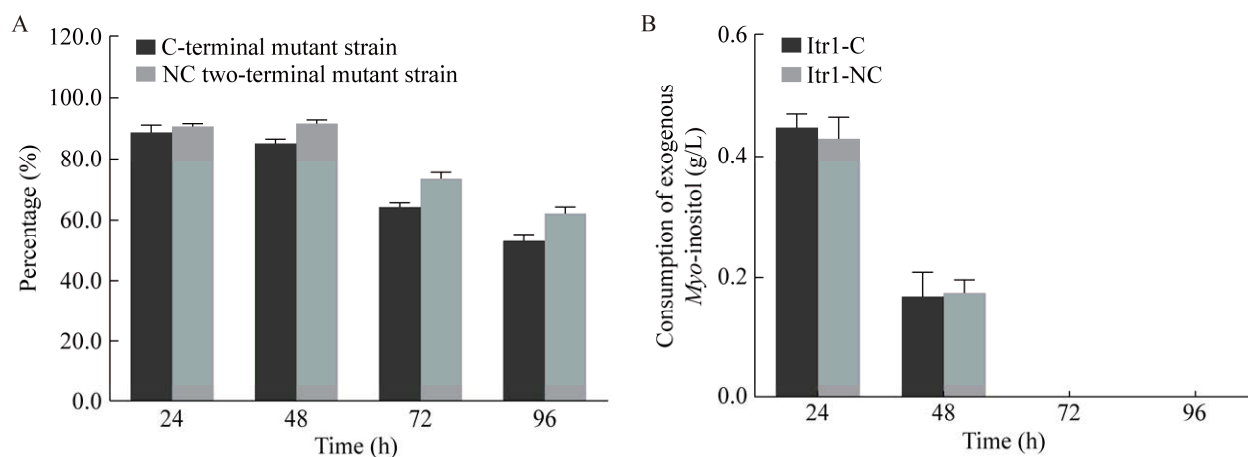 A
120.0
100.0
80.0
60.0
40.0
20.0
0.0
Percentage (%)
C-terminal mutant strain
NC two-terminal mutant strain
24 48 72 96
Time (h)
B
0.6
0.4
0.2
0.0
Consumption of exogenous
Myo-inositol (g/L)
Itr1-C
Itr1-NC
24 48 72 96
Time (h)